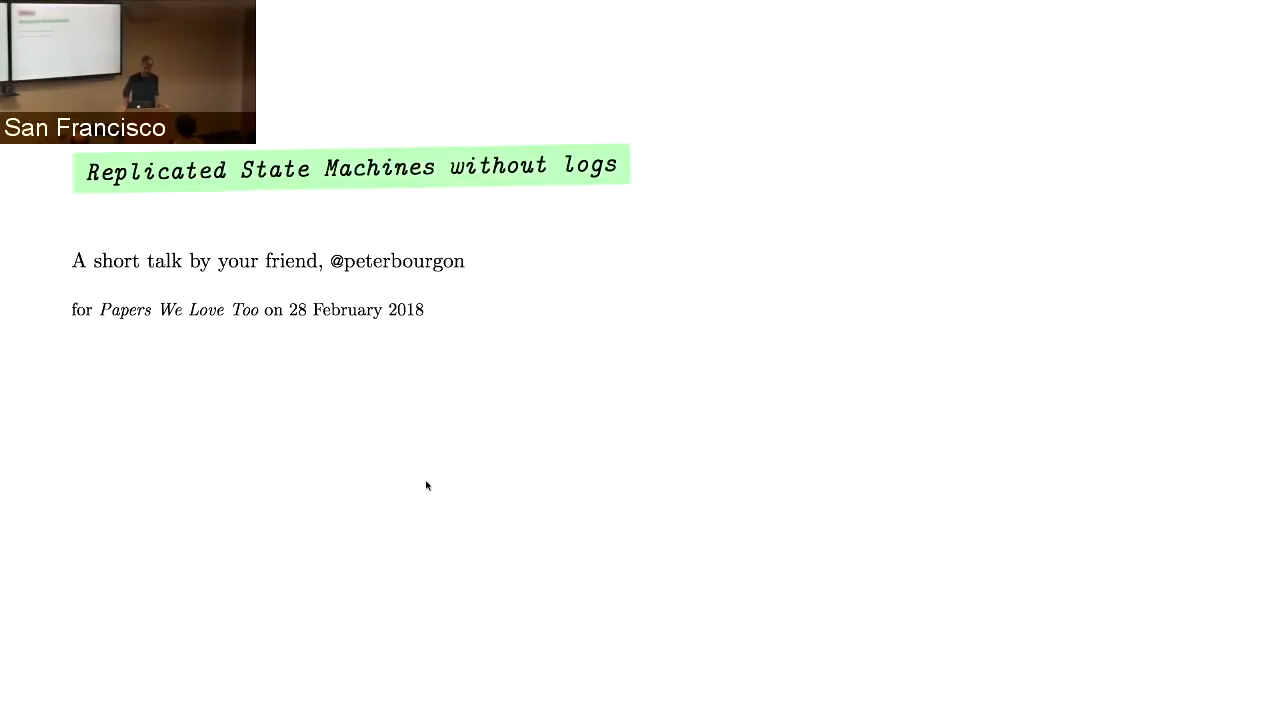 San Francisco
Replicated State Machines without logs
A short talk by your friend, @peterbourgon
for Papers We Love Too on 28 February 2018